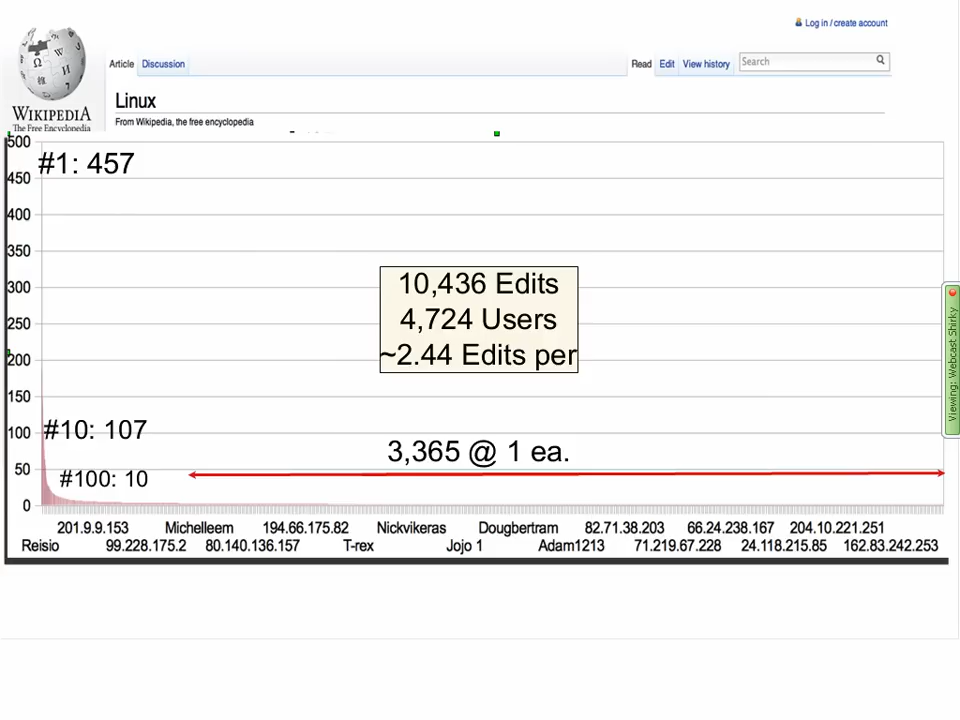 Log in / create account
Article Discussion Read Edit View history Search
Linux
From Wikipedia, the free encyclopedia
WIKIPEDIA
The Free Encyclopedia
500
#1: 457
450
400
350
300
10,436 Edits
4,724 Users
~2.44 Edits per
250
200
150
100
#10: 107
3,365 @ 1 ea.
50
#100: 10
0
201.9.9.153 Michelleem 194.66.175.82 Nickvikeras Dougbertram 82.71.38.203 66.24.238.167 204.10.221.251
Reisio 99.228.175.2 80.140.136.157 T-rex Jojo 1 Adam1213 71.219.67.228 24.118.215.85 162.83.242.253
Viewing: Webcast Shirky